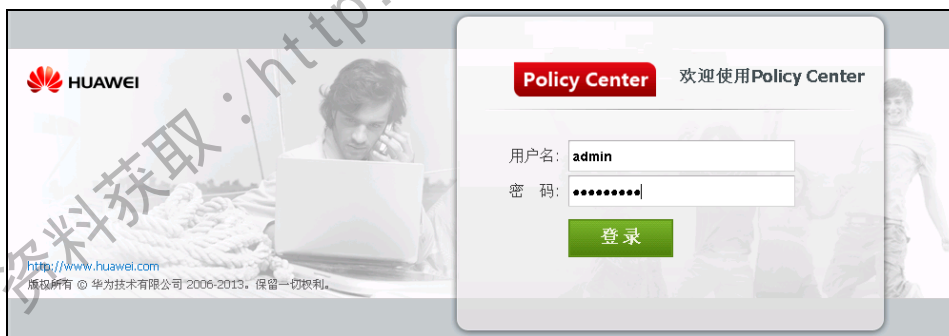 资料获取：http:
HUAWEI
Policy Center
欢迎使用Policy Center
用户名:
admin
密 码:
●●●●●●●●●
登录
http://www.huawei.com
版权所有 © 华为技术有限公司 2006-2013。保留一切权利。